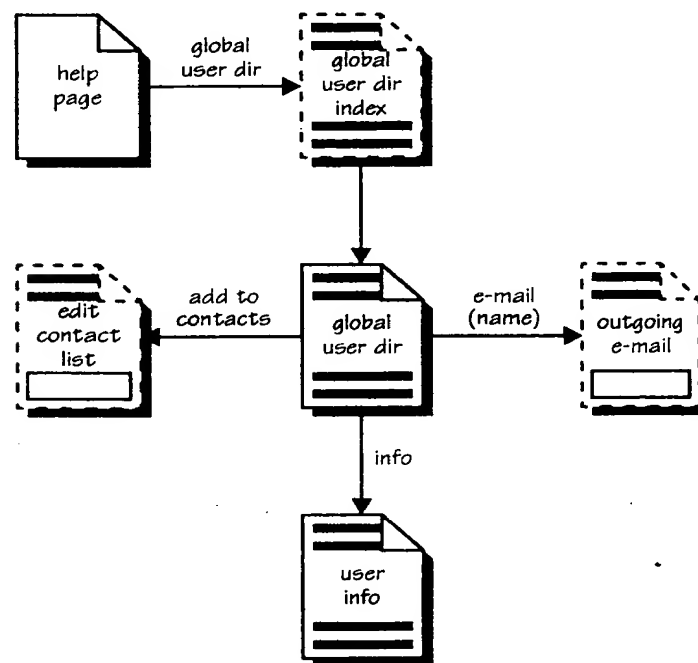 help
page
global
user dir
global
user dir
index
edit
contact
list
add to
contacts
global
user dir
e-mail
(name)
outgoing
e-mail
info
user
info